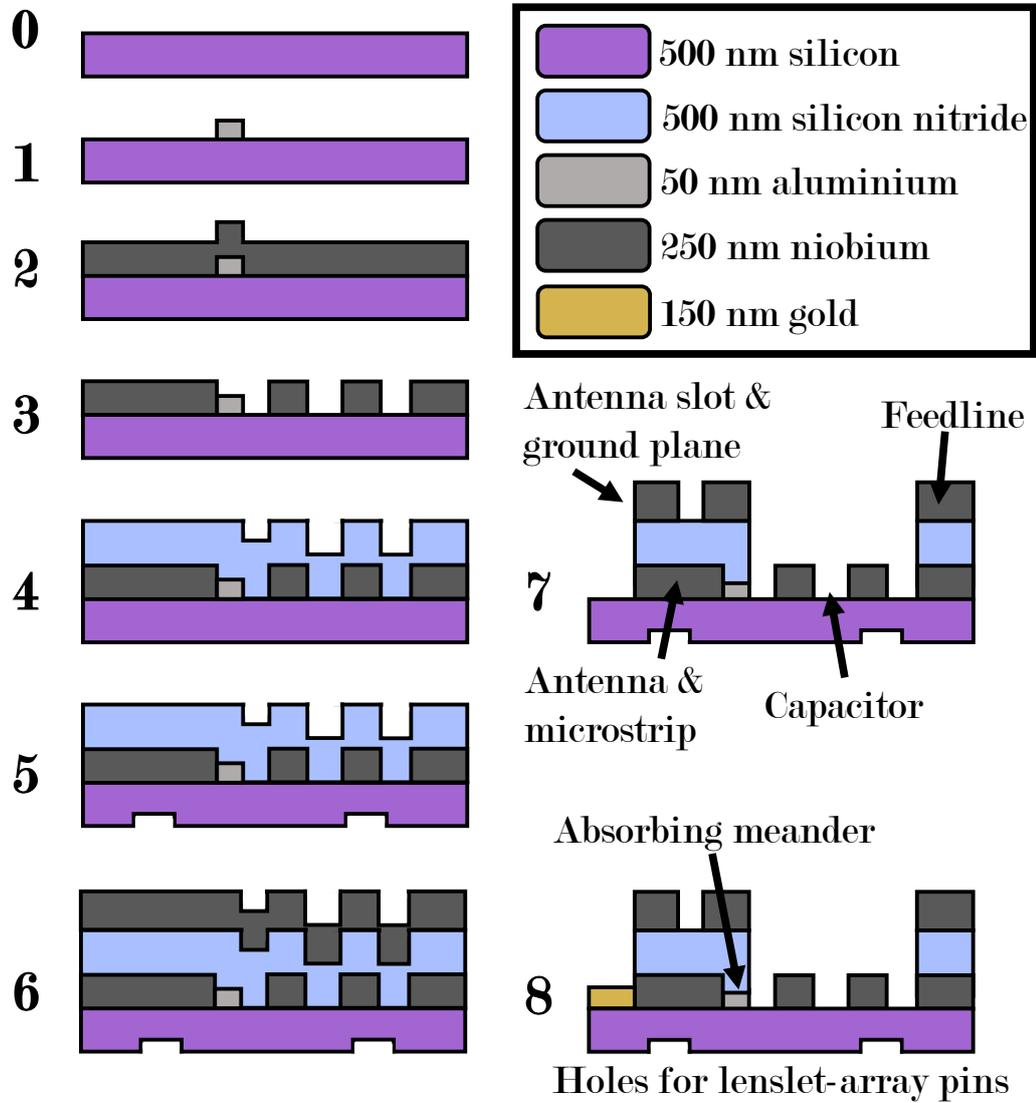 0
1
2
3
4
5
6
500 nm silicon
500 nm silicon nitride
50 nm aluminium
250 nm niobium
150 nm gold
Antenna slot &
ground plane
Feedline
7
Antenna &
microstrip
Capacitor
Absorbing meander
8
Holes for lenslet-array pins